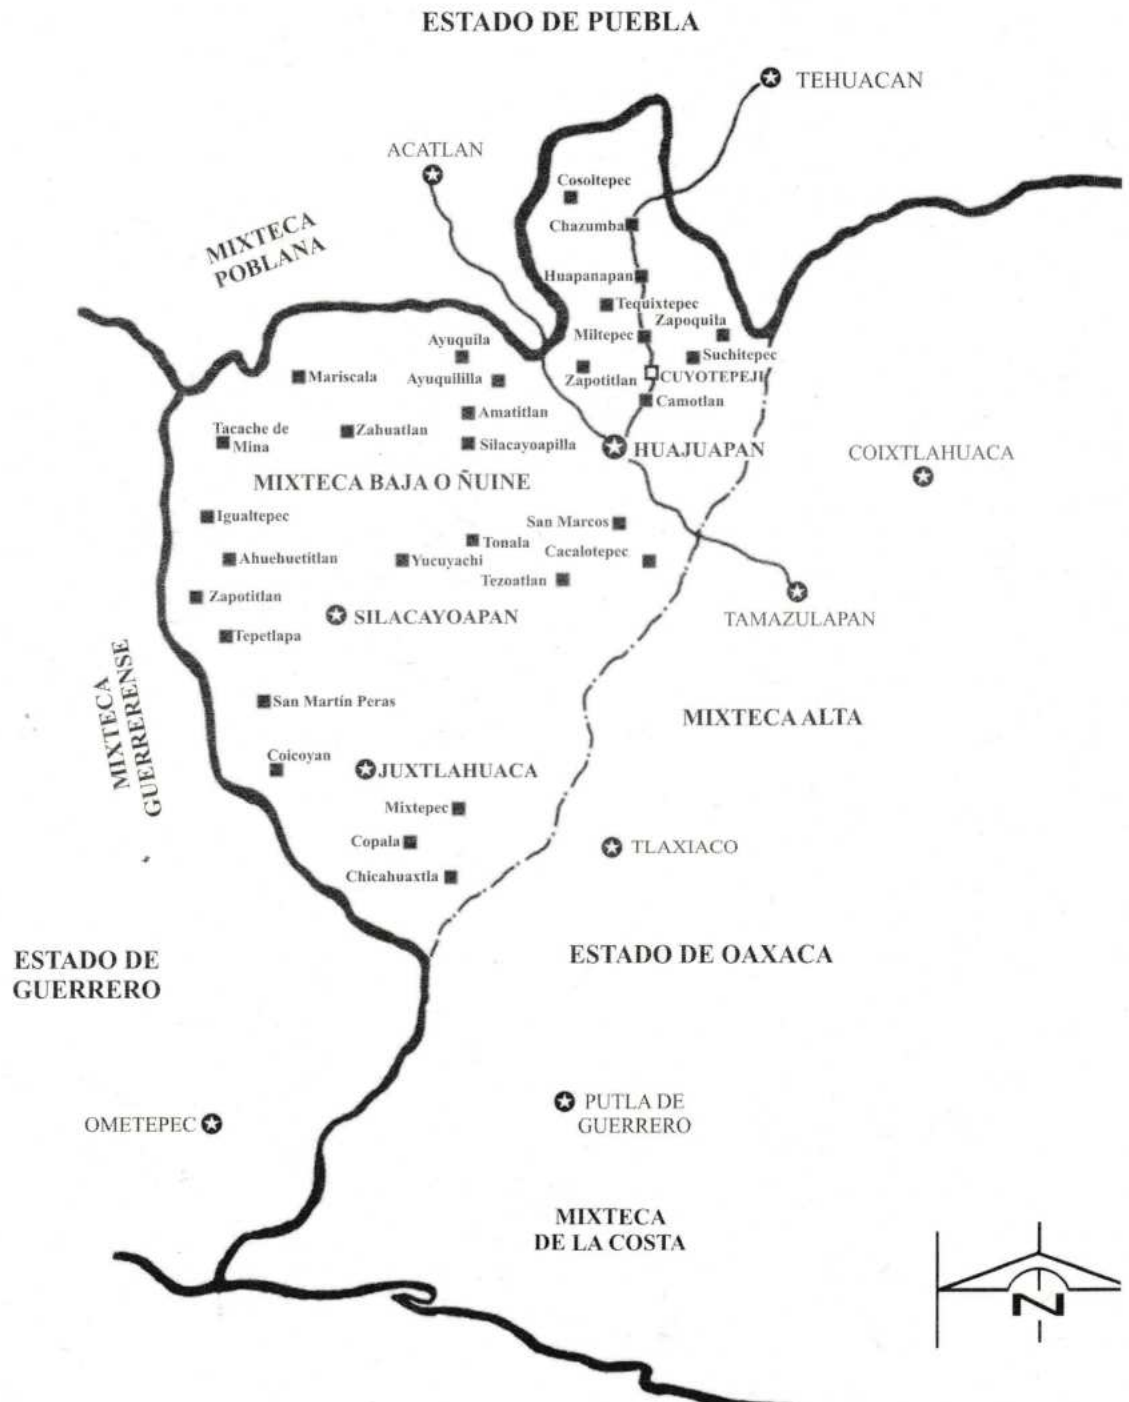 ESTADO DE PUEBLA
TEHUACAN
ACATLAN
Cosoltepec
Chazumba
MIXTECA
POBLANA
Huapanapan
Tequixtepec
Zapoquila
Miltepec
Ayuquila
Suchitepec
Mariscala
Ayuquililla
Zapotitlan
CUYOTEPEJI
Camotlan
Amatitlan
Tacache de
Mina
Zahuatlan
Silacayoapilla
HUAJUAPAN
COIXTLAHUACA
MIXTECA BAJA O ÑUINE
Igualtepec
San Marcos
Tonala
Cacalotepec
Ahuehuetitlan
Yucuyachi
Tezoatlan
Zapotitlan
SILACAYOAPAN
TAMAZULAPAN
Tepetlapa
MIXTECA
GUERRERENSE
San Martín Peras
MIXTECA ALTA
Coicoyan
JUXTLAHUACA
Mixtepec
Copala
TLAXIACO
Chicahuaxtla
ESTADO DE
GUERRERO
ESTADO DE OAXACA
OMETEPEC
PUTLA DE
GUERRERO
MIXTECA
DE LA COSTA
N